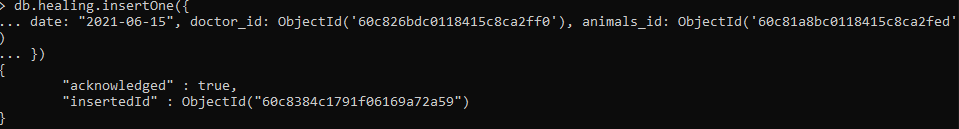 > db.healing.insertOne({
... date: "2021-06-15", doctor_id: ObjectId('60c826bdc0118415c8ca2ff0'), animals_id: ObjectId('60c81a8bc0118415c8ca2fed'
)
... })
{
        "acknowledged" : true,
        "insertedId" : ObjectId("60c8384c1791f06169a72a59")
}